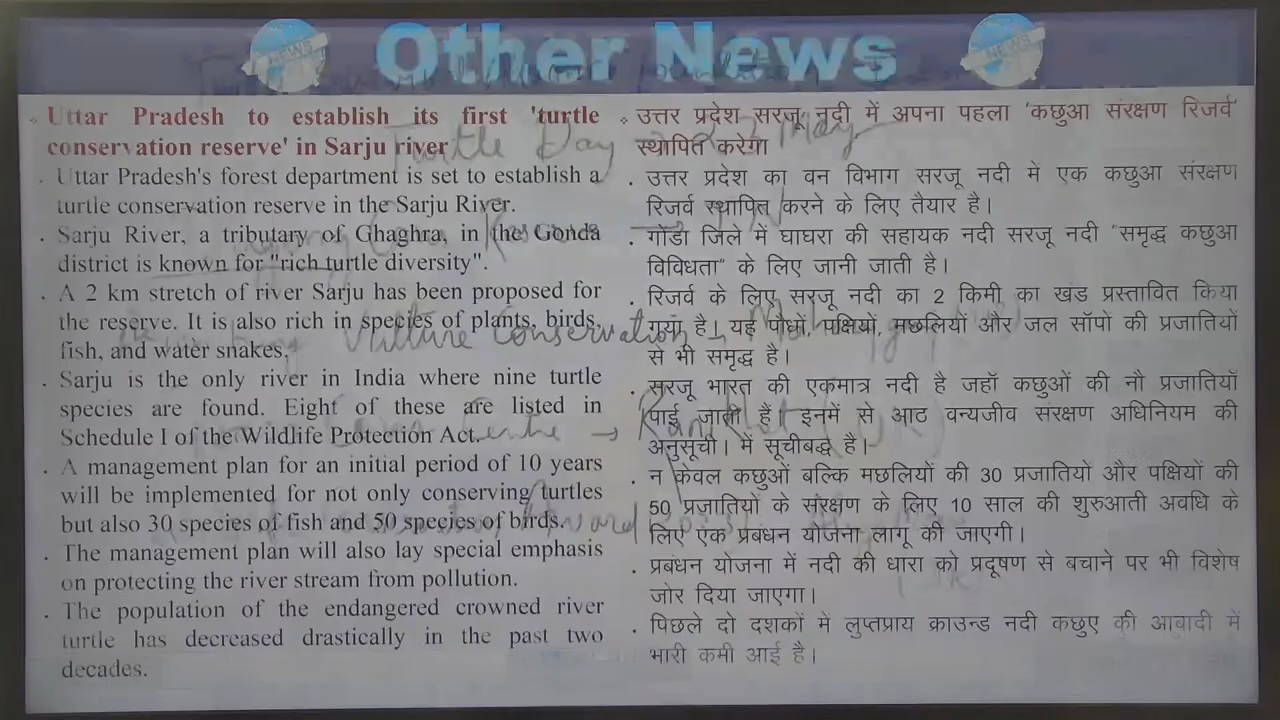 NEWS
Other News
NEWS
Uttar Pradesh to establish its first 'turtle
conservation reserve' in Sarju river
Uttar Pradesh's forest department is set to establish a
turtle conservation reserve in the Sarju River.
Sarju River, a tributary of Ghaghra, in the Gonda
district is known for "rich turtle diversity".
A 2 km stretch of river Sarju has been proposed for
the reserve. It is also rich in species of plants, birds,
fish, and water snakes.
Sarju is the only river in India where nine turtle
species are found. Eight of these are listed in
Schedule I of the Wildlife Protection Act.
A management plan for an initial period of 10 years
will be implemented for not only conserving turtles
but also 30 species of fish and 50 species of birds.
The management plan will also lay special emphasis
on protecting the river stream from pollution.
The population of the endangered crowned river
turtle has decreased drastically in the past two
decades.
उत्तर प्रदेश सरजू नदी में अपना पहला 'कछुआ संरक्षण रिजर्व'
स्थापित करेगा
उत्तर प्रदेश का वन विभाग सरजू नदी में एक कछुआ संरक्षण
रिजर्व स्थापित करने के लिए तैयार है।
गोंडा जिले में घाघरा की सहायक नदी सरजू नदी "समृद्ध कछुआ
विविधता" के लिए जानी जाती है।
रिजर्व के लिए सरजू नदी का 2 किमी का खंड प्रस्तावित किया
गया है। यह पौधों, पक्षियों, मछलियों और जल साँपों की प्रजातियों
से भी समृद्ध है।
सरजू भारत की एकमात्र नदी है जहाँ कछुओं की नौ प्रजातियाँ
पाई जाती हैं। इनमें से आठ वन्यजीव संरक्षण अधिनियम की
अनुसूची। में सूचीबद्ध है।
न केवल कछुओं बल्कि मछलियों की 30 प्रजातियों और पक्षियों की
50 प्रजातियों के संरक्षण के लिए 10 साल की शुरुआती अवधि के
लिए एक प्रबंधन योजना लागू की जाएगी।
प्रबंधन योजना में नदी की धारा को प्रदूषण से बचाने पर भी विशेष
जोर दिया जाएगा।
पिछले दो दशकों में लुप्तप्राय क्राउन्ड नदी कछुए की आबादी में
भारी कमी आई है।
Turtle Day May
Vulture Conservation
Centre →